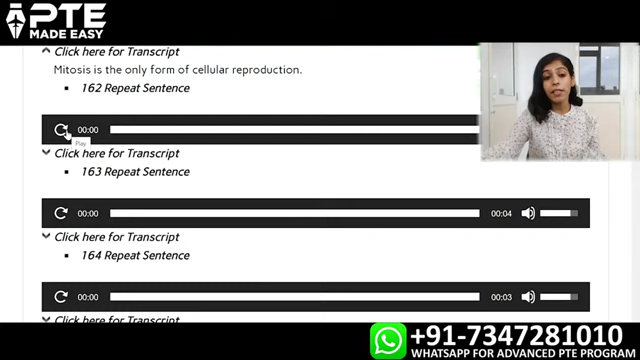 PTE
MADE EASY
Click here for Transcript
Mitosis is the only form of cellular reproduction.
162 Repeat Sentence
00:00
Play
Click here for Transcript
163 Repeat Sentence
00:00 00:04
Click here for Transcript
164 Repeat Sentence
00:00 00:03
Click here for Transcript
+91-7347281010
WHATSAPP FOR ADVANCED PTE PROGRAM